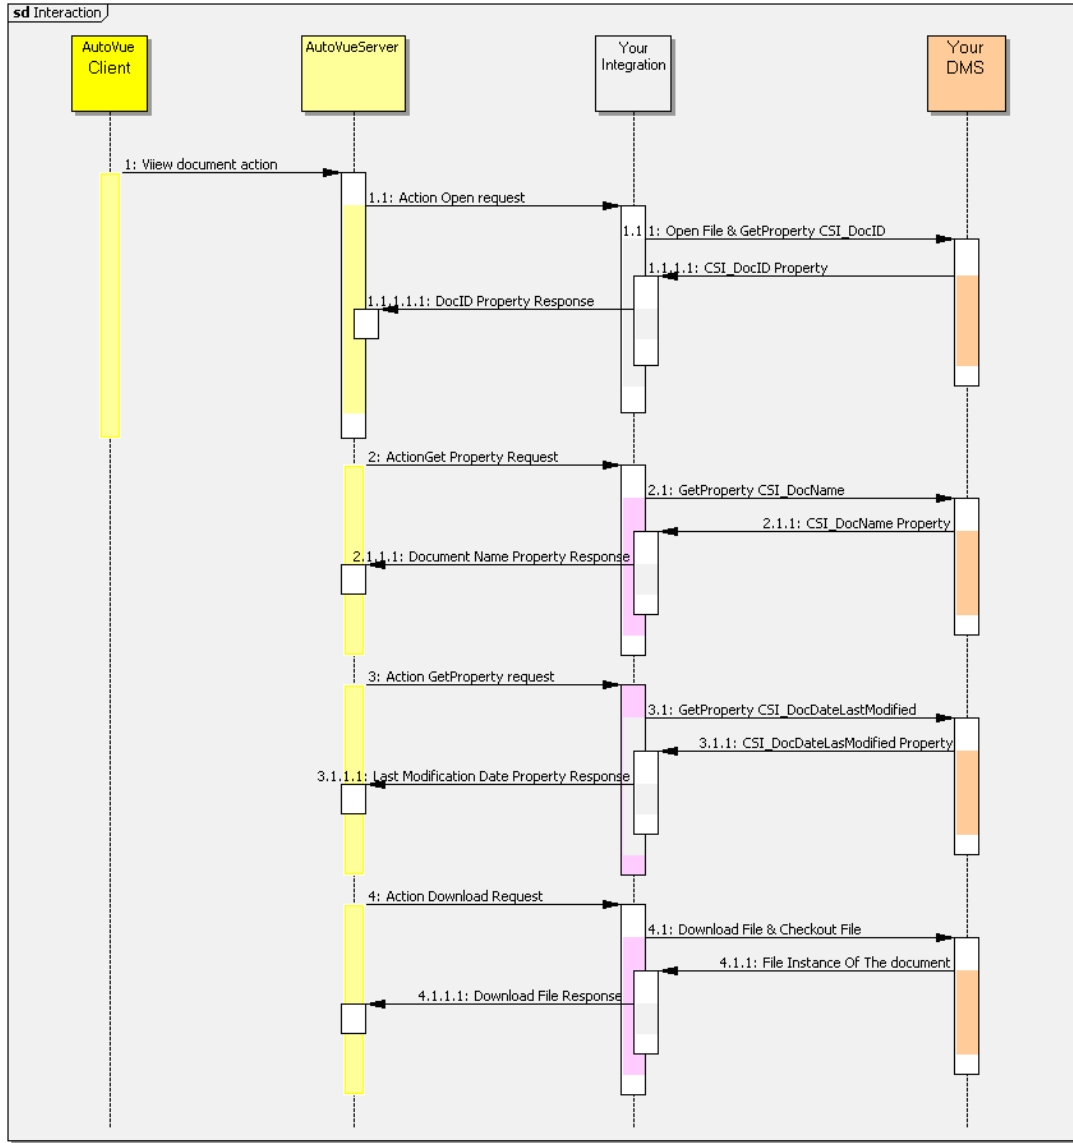 sd Interaction
AutoVue
Client
AutoVueServer
Your
Integration
Your
DMS
1: Viiew document action
1.1: Action Open request
1.1.1: Open File & GetProperty CSI_DocID
1.1.1.1: CSI_DocID Property
1.1.1.1.1: DocID Property Response
2: ActionGet Property Request
2.1: GetProperty CSI_DocName
2.1.1: CSI_DocName Property
2.1.1.1: Document Name Property Response
3: Action GetProperty request
3.1: GetProperty CSI_DocDateLastModified
3.1.1: CSI_DocDateLasModified Property
3.1.1.1: Last Modification Date Property Response
4: Action Download Request
4.1: Download File & Checkout File
4.1.1: File Instance Of The document
4.1.1.1: Download File Response